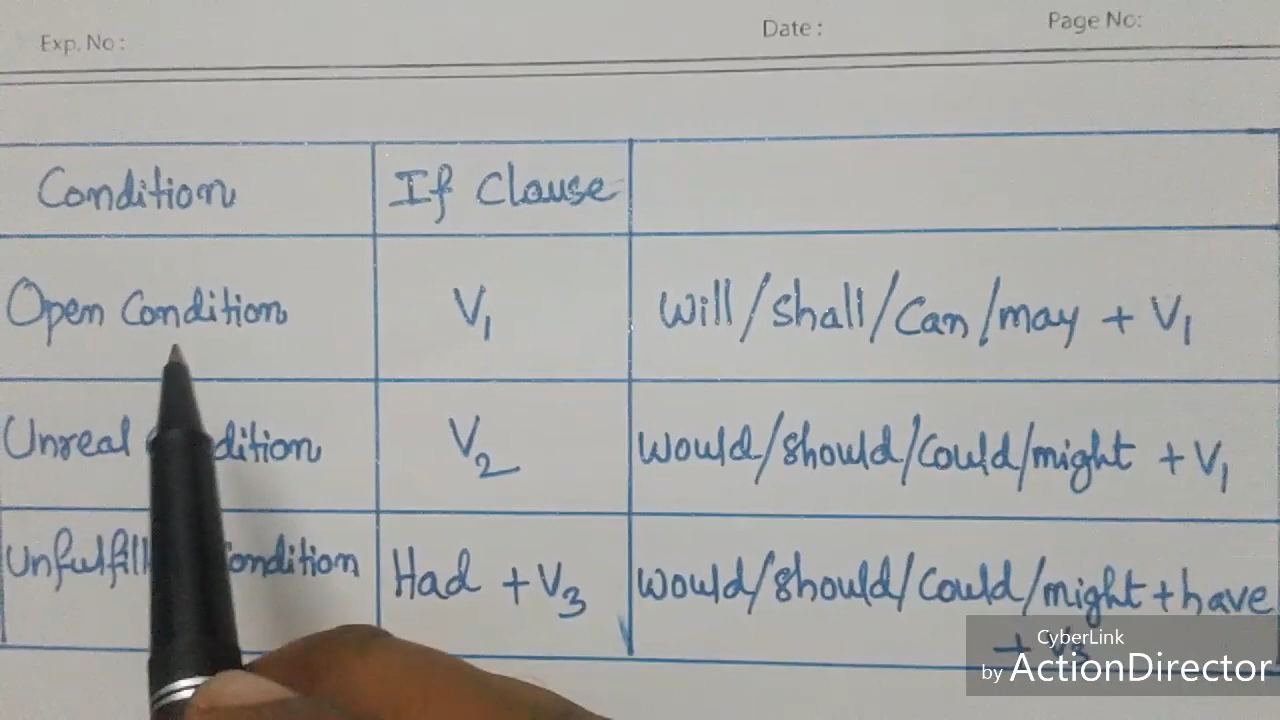 Exp. No :
Date :
Page No:
Condition If Clause
Open Condition V1 Will/Shall/Can/may + V1
Unreal V2 Would/Should/Could/might + V1
Had + V3 Would/Should/Could/might + have
+ V3
CyberLink
by ActionDirector